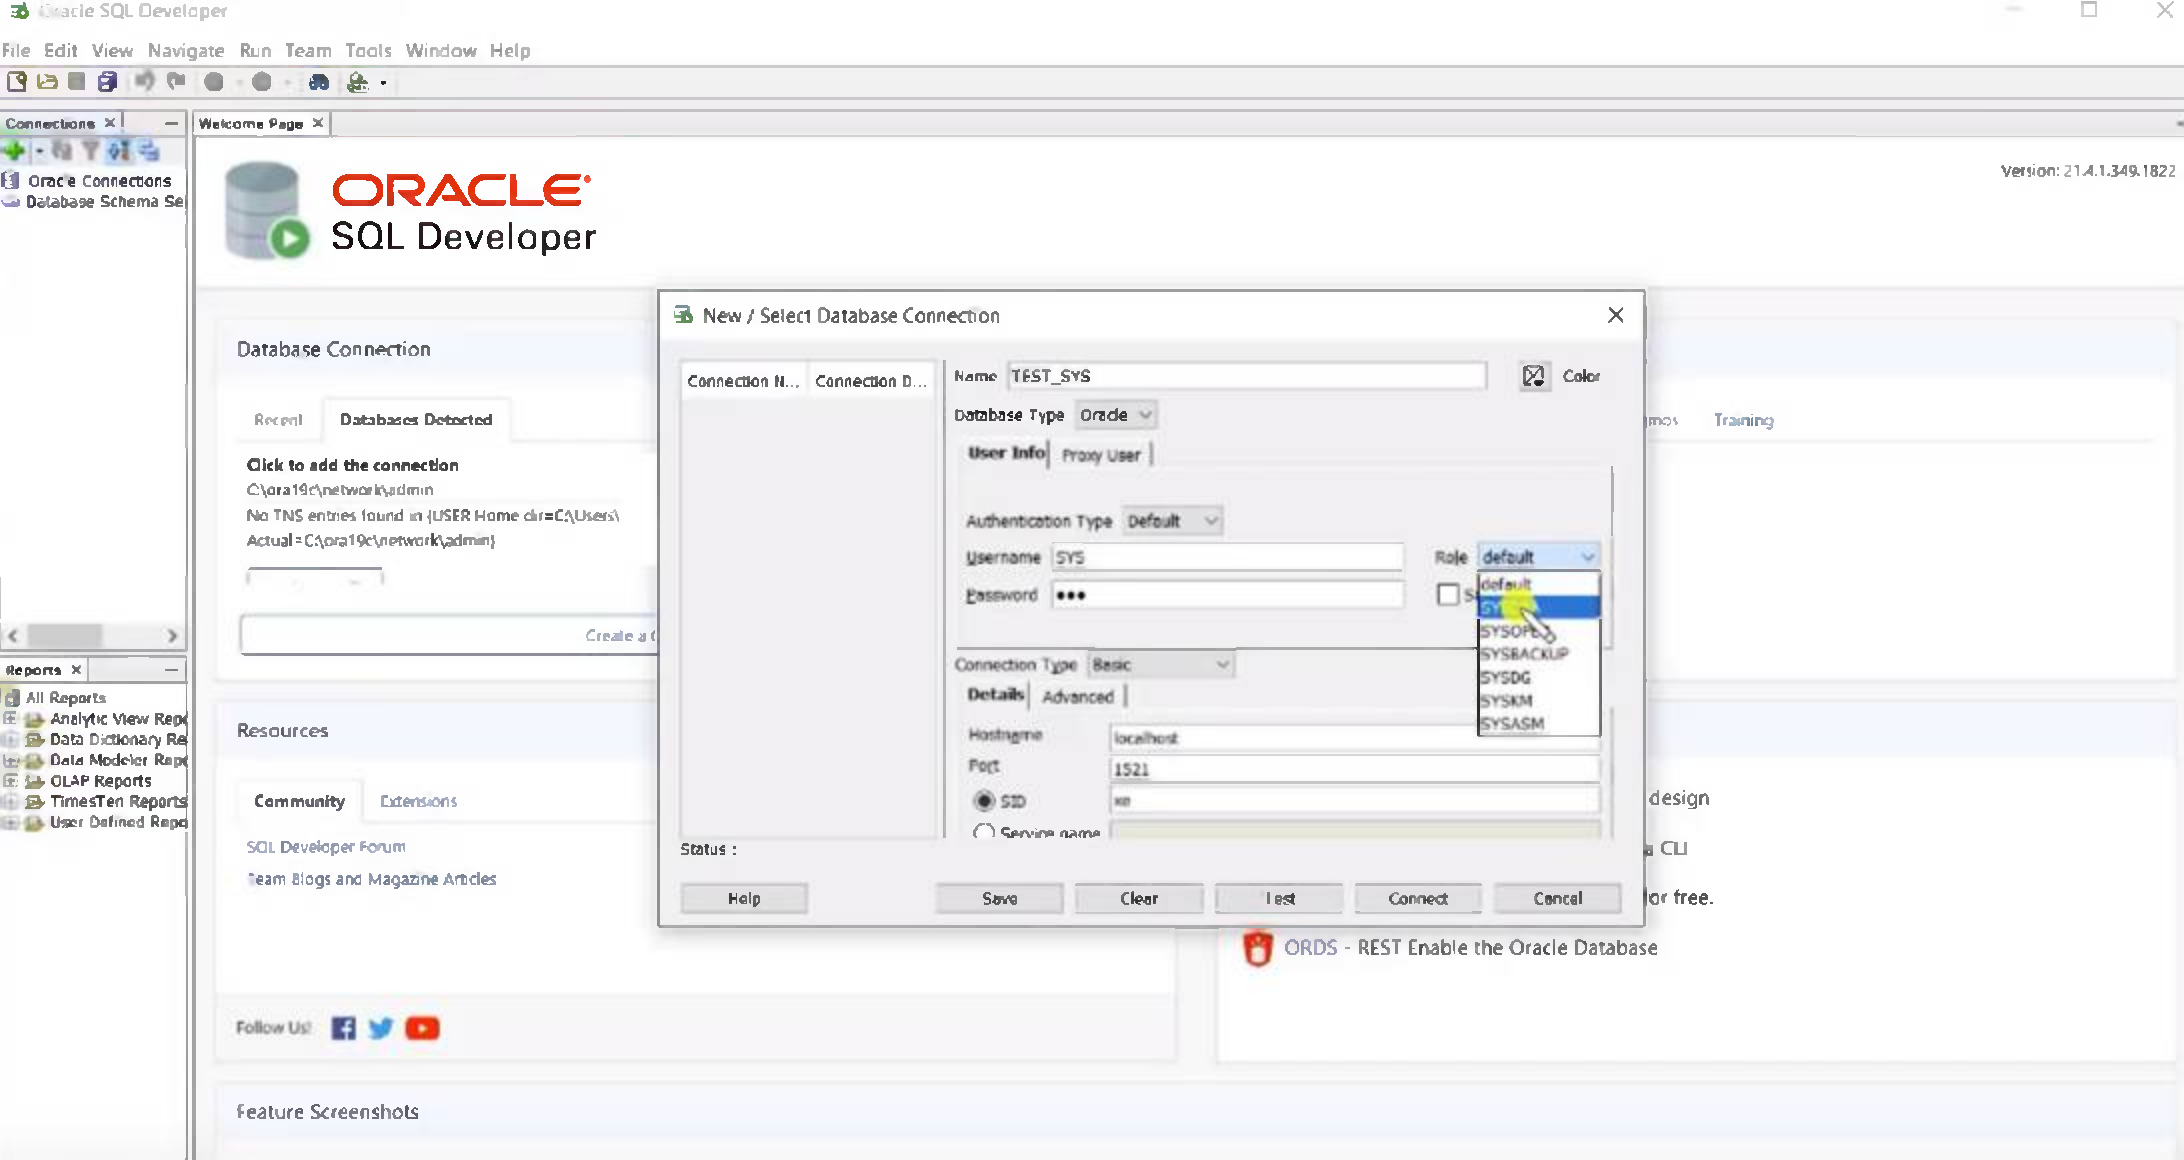 Oracle SQL Developer
File Edit View Navigate Run Team Tools Window Help
Connections
Welcome Page
Oracle Connections
Database Schema Se
ORACLE
SQL Developer
Version: 21.4.1.349.1822
Database Connection
Recent Databases Detected
Click to add the connection
C:\ora19c\network\admin
No TNS entries found in {USER Home dir=C:\Users\
Actual=C:\ora19c\network\admin}
Create a C
Training
New / Select Database Connection
Connection N... Connection D...
Name TEST_SYS Color
Database Type Oracle
User Info Proxy User
Authentication Type Default
Username SYS Role default
Password
default
SYSOPER
SYSBACKUP
SYSDG
SYSKM
SYSASM
Connection Type Basic
Details Advanced
Hostname localhost
Port 1521
SID xe
Service name
Status :
Help Save Clear Test Connect Cancel
Reports
All Reports
Analytic View Repo
Data Dictionary Re
Data Modeler Repo
OLAP Reports
TimesTen Reports
User Defined Repo
Resources
Community Extensions
SQL Developer Forum
Team Blogs and Magazine Articles
design
CLI
or free.
ORDS - REST Enable the Oracle Database
Follow Us!
Feature Screenshots